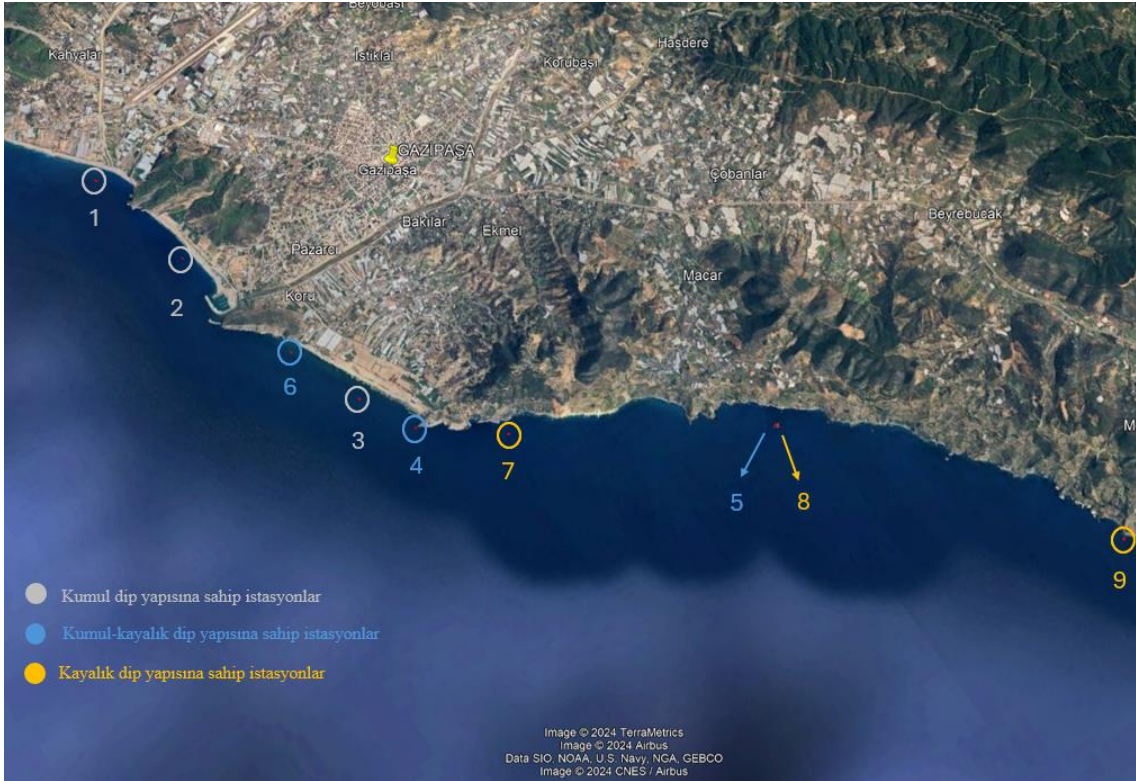 Beyobası
Kahyalar
İstiklal
Korubaşı
Haşdere
GAZİPAŞA
Gazipaşa
Çobanlar
Beyrebucak
Bakılar
Ekmel
Pazarcı
Macar
Koru
1
2
6
3
4
7
5
8
9
M
Kumul dip yapısına sahip istasyonlar
Kumul-kayalık dip yapısına sahip istasyonlar
Kayalık dip yapısına sahip istasyonlar
Image © 2024 TerraMetrics
Image © 2024 Airbus
Data SIO, NOAA, U.S. Navy, NGA, GEBCO
Image © 2024 CNES / Airbus